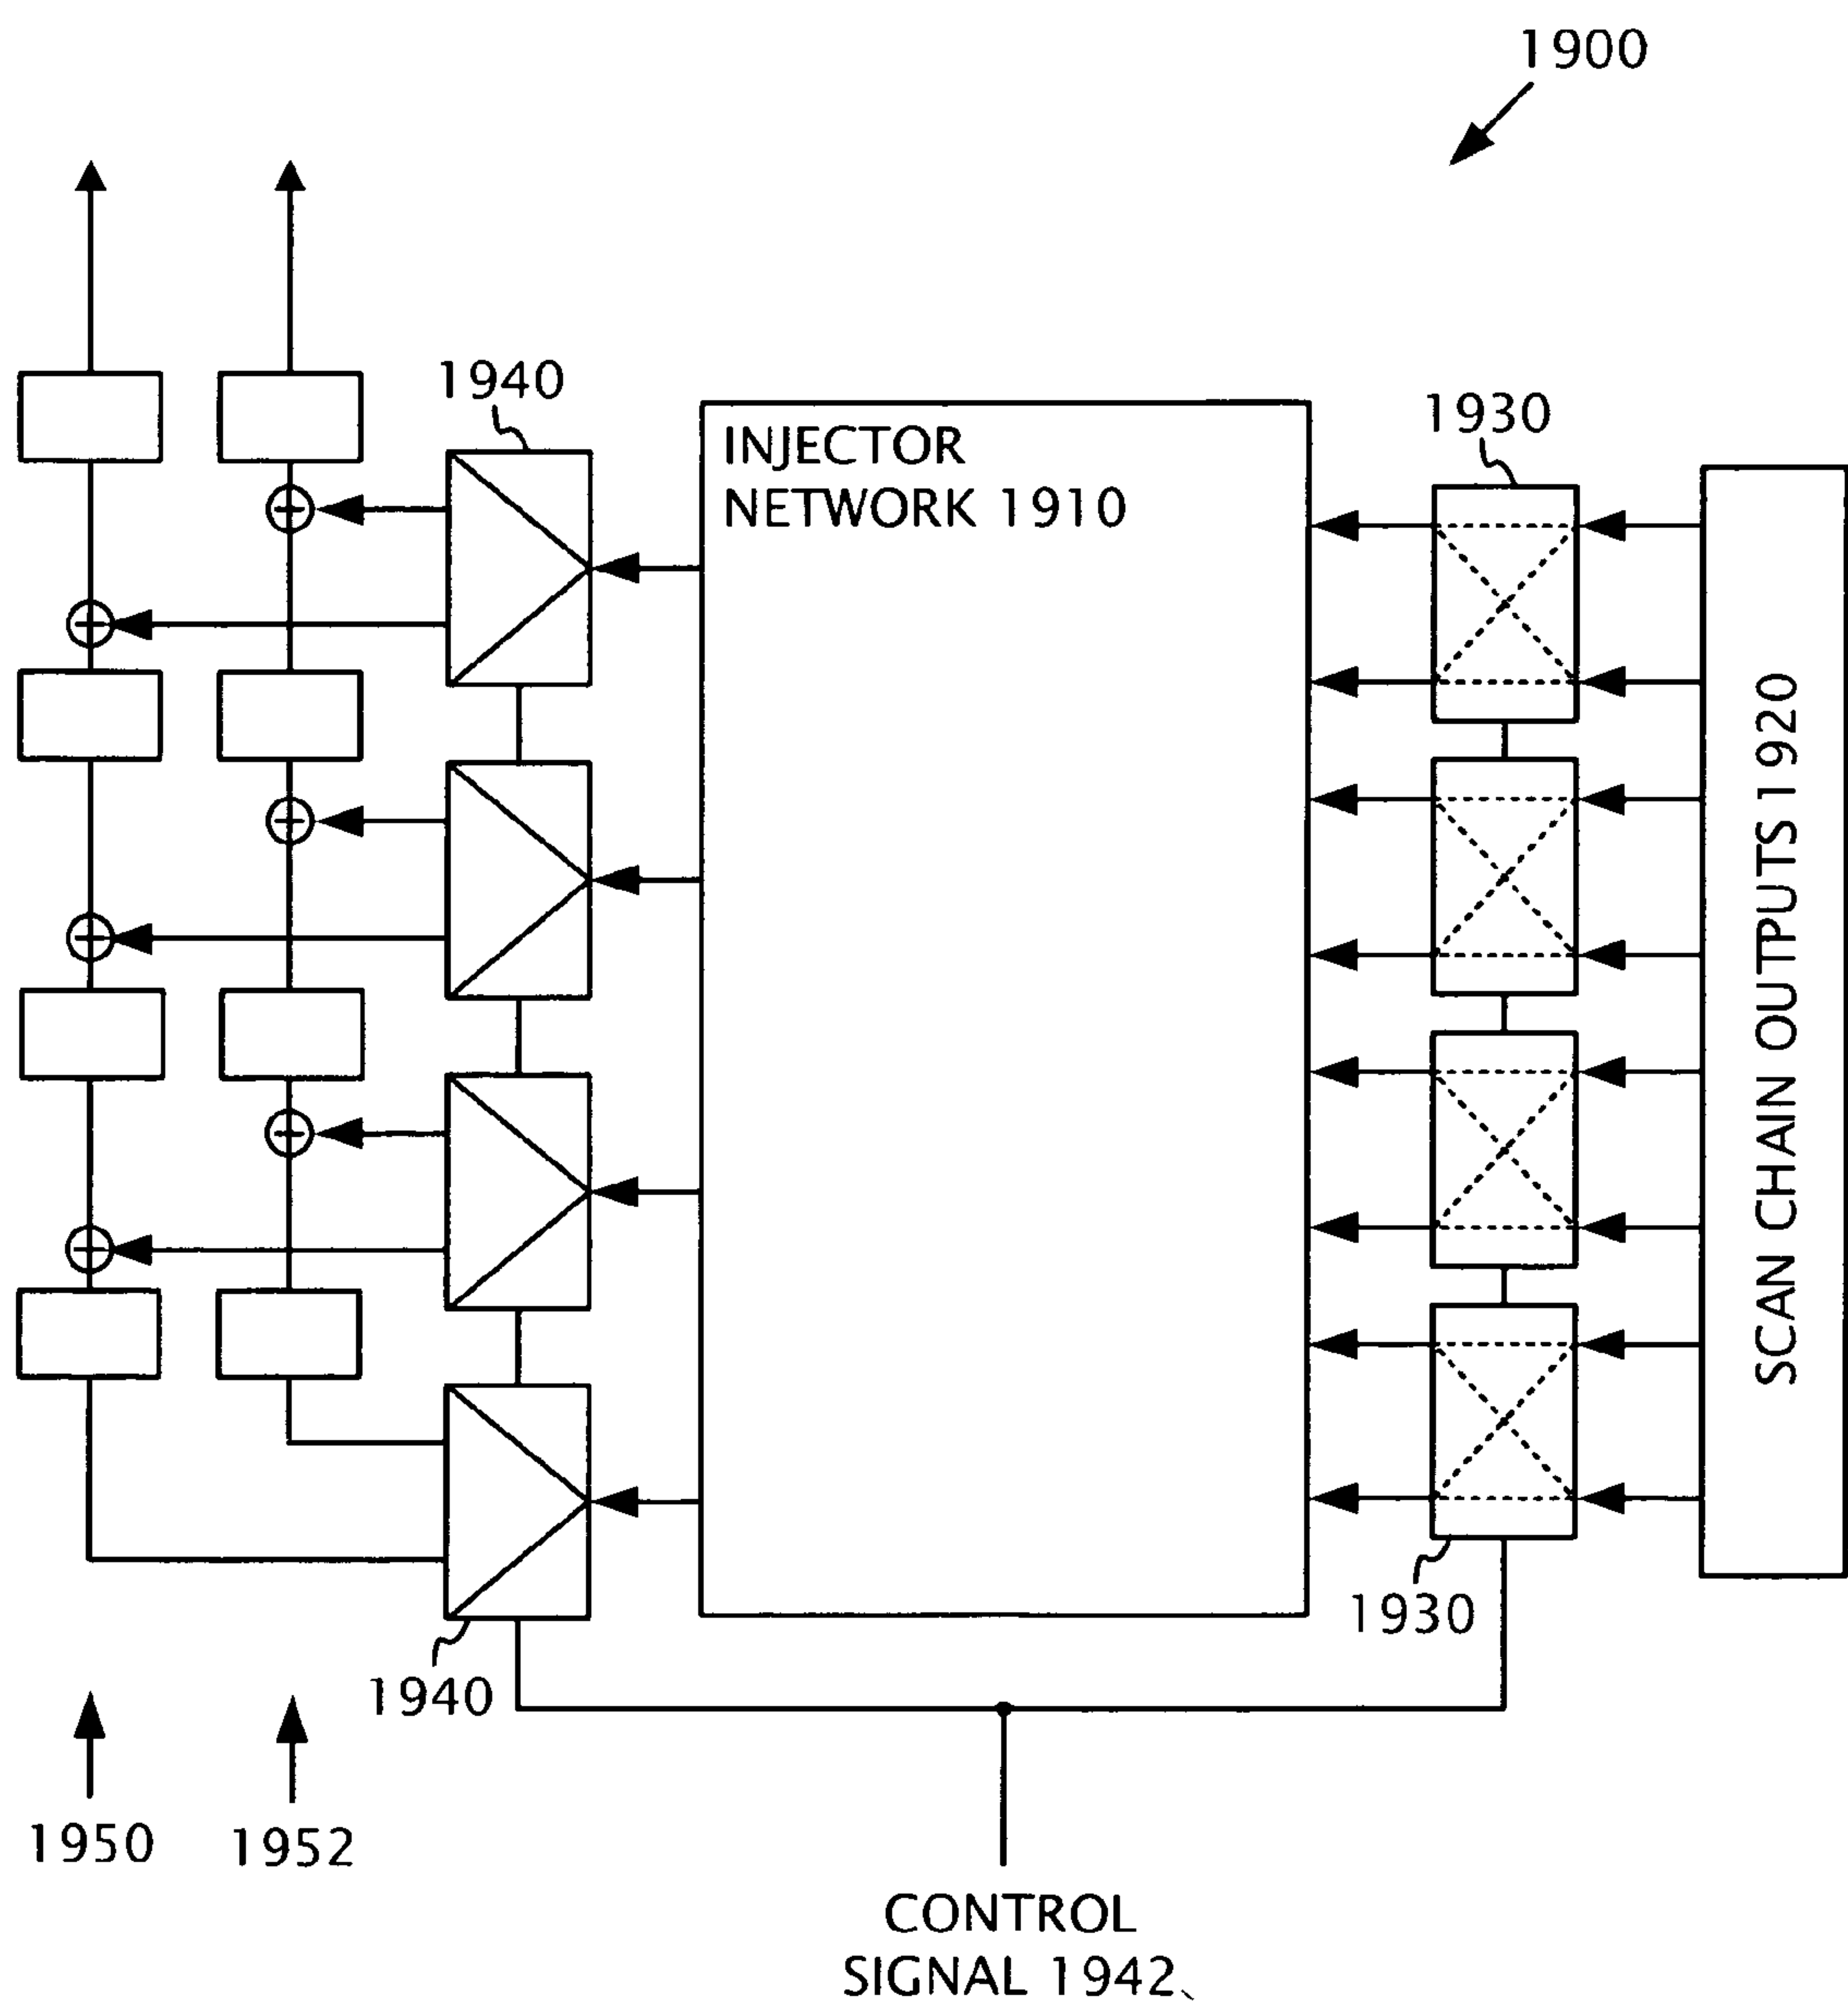 1900
1940
1930
INJECTOR
NETWORK 1910
SCAN CHAIN OUTPUTS 1920
1930
1940
1950
1952
CONTROL
SIGNAL 1942